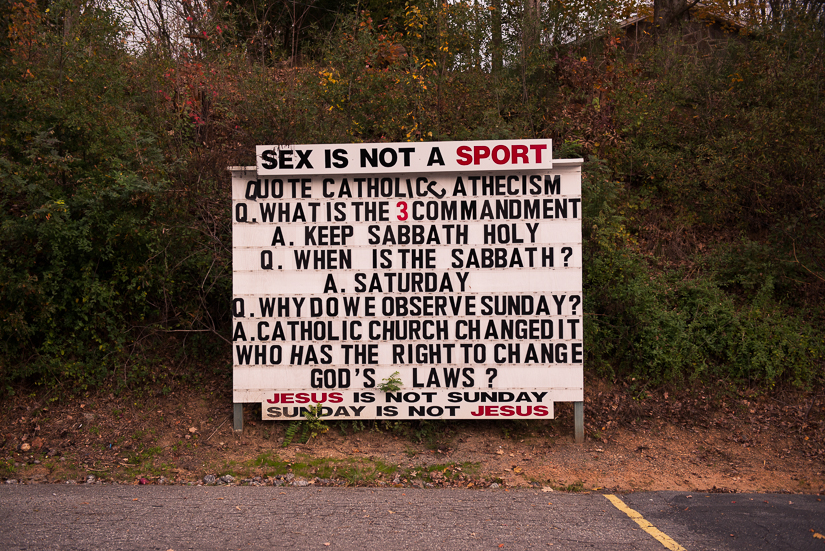 SEX IS NOT A SPORT
QUOTE CATHOLIC & ATHECISM
Q. WHAT IS THE 3 COMMANDMENT
A. KEEP SABBATH HOLY
Q. WHEN IS THE SABBATH ?
A. SATURDAY
Q. WHY DO WE OBSERVE SUNDAY?
A. CATHOLIC CHURCH CHANGED IT
WHO HAS THE RIGHT TO CHANGE
GOD'S LAWS ?
JESUS IS NOT SUNDAY
SUNDAY IS NOT JESUS